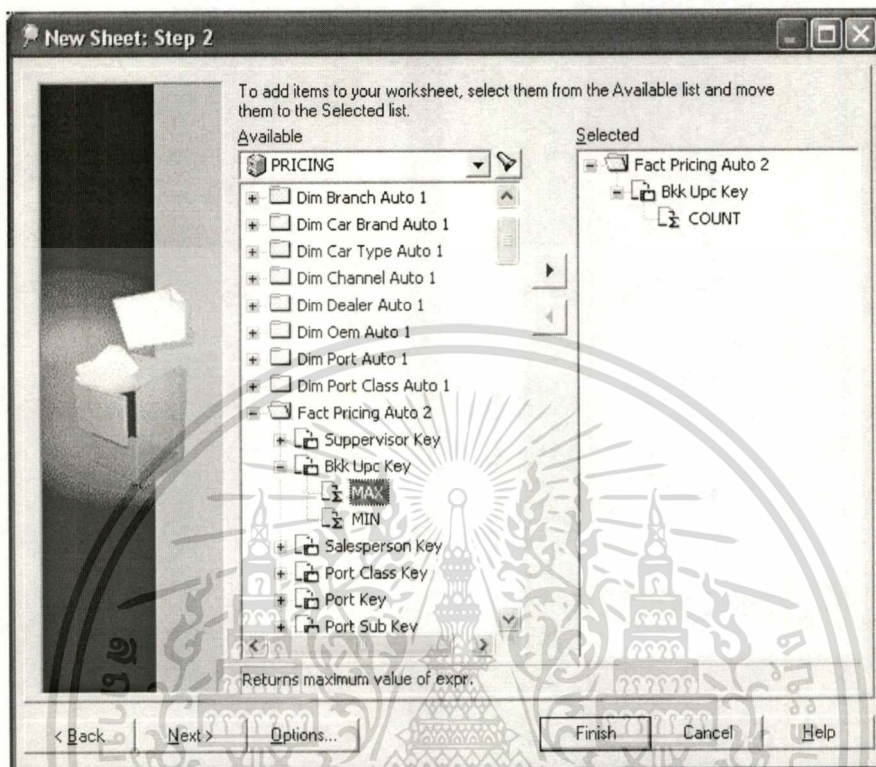 New Sheet: Step 2
To add items to your worksheet, select them from the Available list and move
them to the Selected list.
Available
PRICING
Dim Branch Auto 1
Dim Car Brand Auto 1
Dim Car Type Auto 1
Dim Channel Auto 1
Dim Dealer Auto 1
Dim Oem Auto 1
Dim Port Auto 1
Dim Port Class Auto 1
Fact Pricing Auto 2
Suppervisor Key
Bkk Upc Key
MAX
MIN
Salesperson Key
Port Class Key
Port Key
Port Sub Key
Selected
Fact Pricing Auto 2
Bkk Upc Key
COUNT
Returns maximum value of expr.
< Back
Next >
Options...
Finish
Cancel
Help